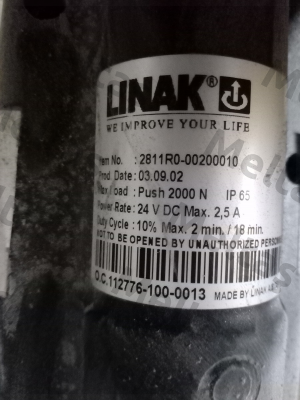 LINAK®
WE IMPROVE YOUR LIFE
Item No. : 2811R0-00200010
Prod. Date : 03.09.02
Max Load : Push 2000 N IP 65
Power Rate: 24 V DC Max. 2,5 A
Duty Cycle : 10% Max. 2 min. / 18 min.
NOT TO BE OPENED BY UNAUTHORIZED PERSONS
O.C.112776-100-0013 MADE BY LINAK